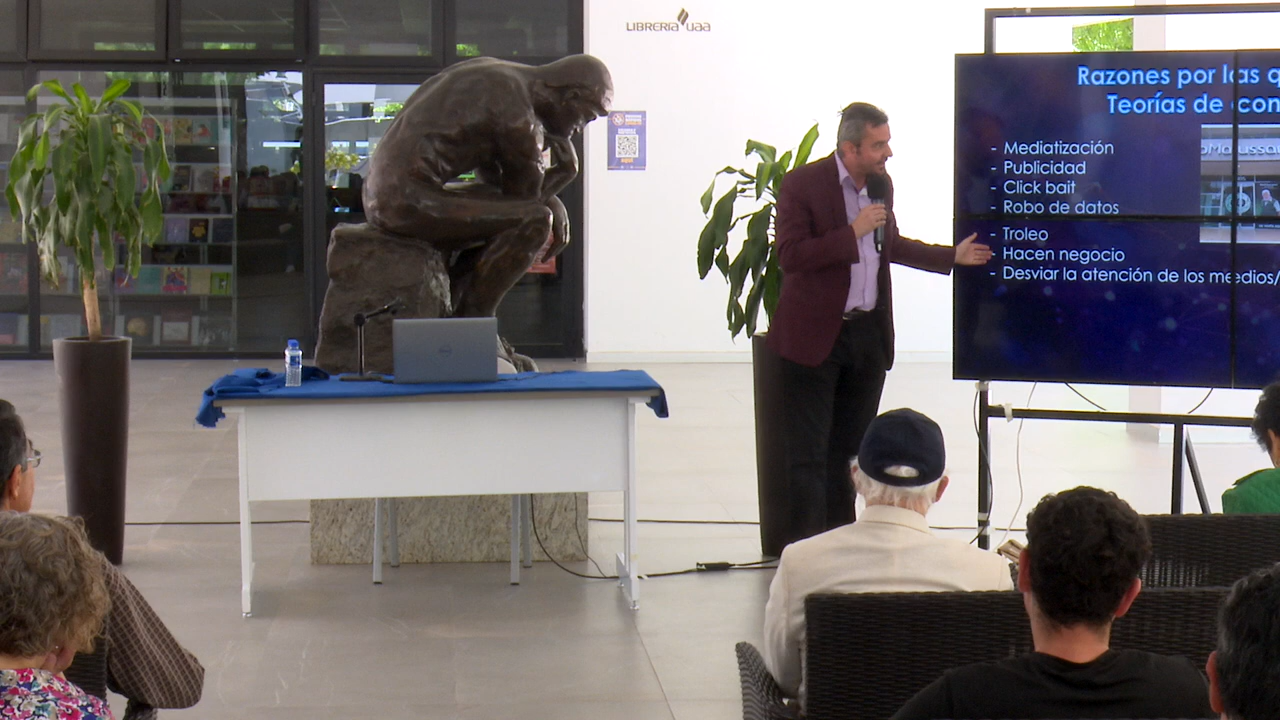 LIBRERÍA UAA
Razones por las q
Teorías de con
- Mediatización
- Publicidad
- Click bait
- Robo de datos
- Troleo
- Hacen negocio
- Desviar la atención de los meedios/